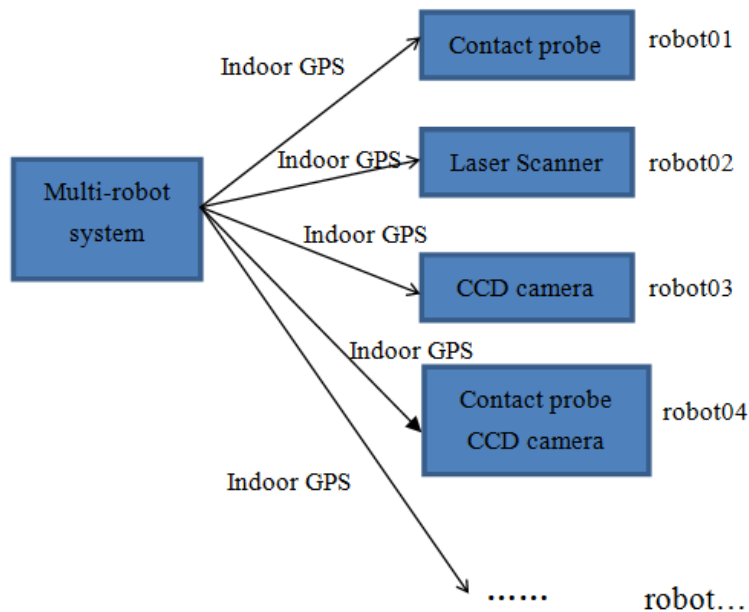 Contact probe
robot01
Indoor GPS
Indoor GPS
Laser Scanner
robot02
Multi-robot
system
Indoor GPS
CCD camera
robot03
Indoor GPS
Contact probe
CCD camera
robot04
Indoor GPS
......
robot...